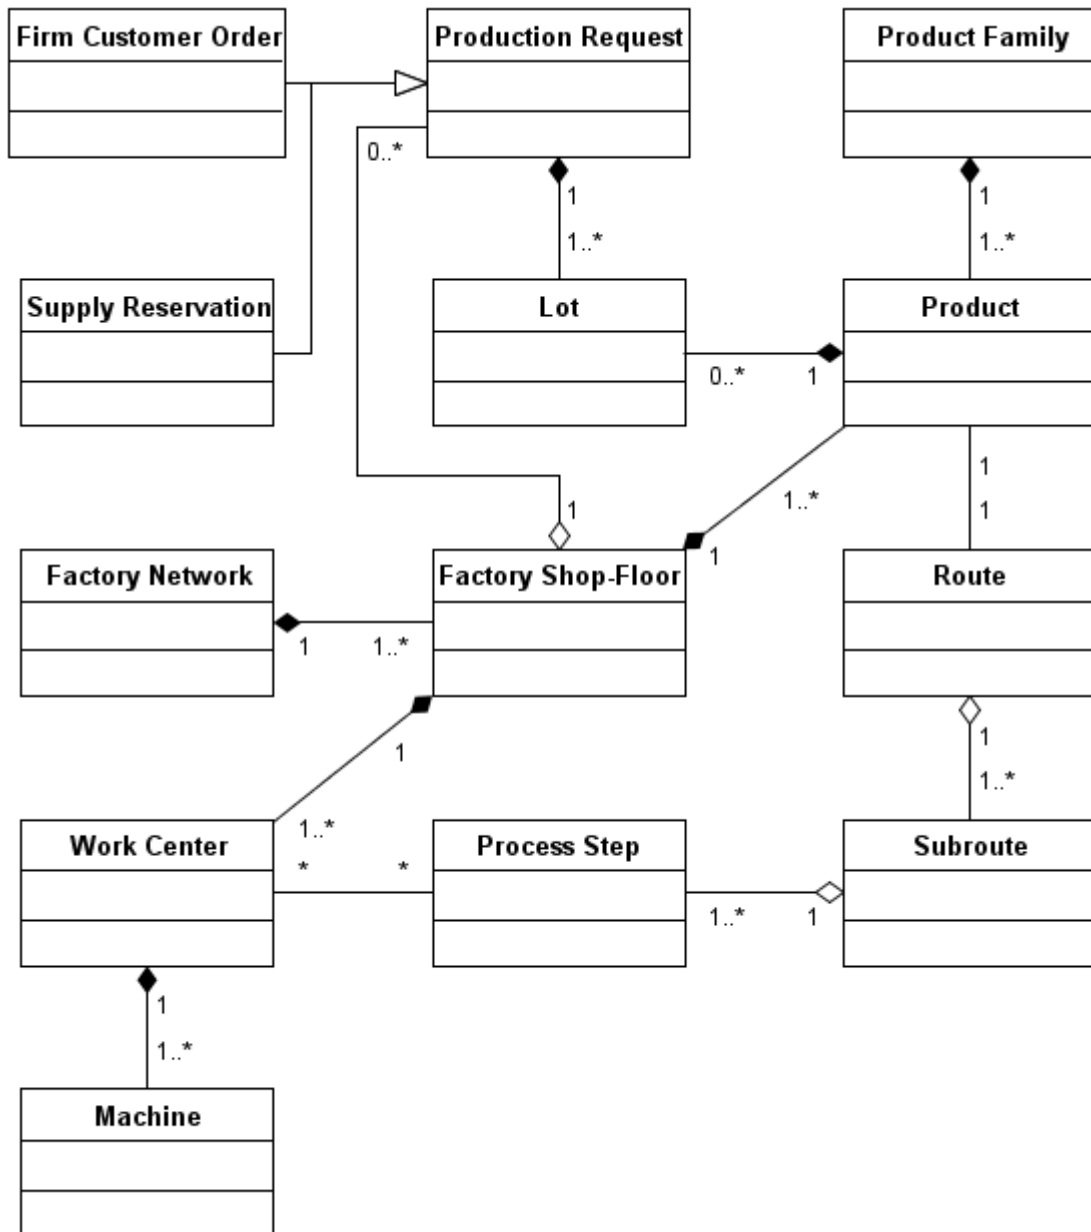 Firm Customer Order
Production Request
Product Family
0..*
1
1..*
1
1..*
Supply Reservation
Lot
Product
0..*
1
1
1..*
1
1
1
Factory Network
Factory Shop-Floor
Route
1
1..*
1
1
1..*
1..*
Work Center
Process Step
Subroute
*
*
1..*
1
1
1..*
Machine